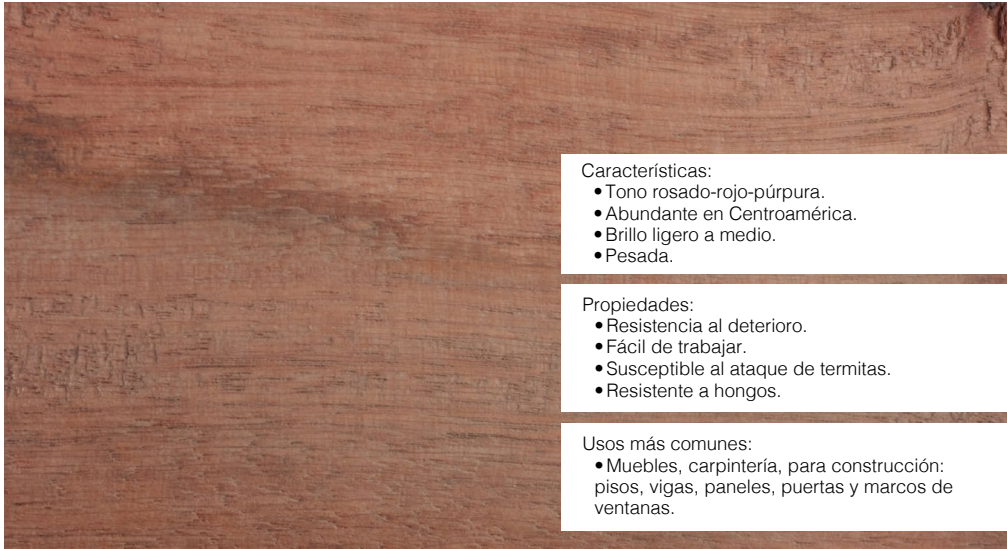 Características:
•Tono rosado-rojo-púrpura.
•Abundante en Centroamérica.
•Brillo ligero a medio.
•Pesada.
Propiedades:
•Resistencia al deterioro.
•Fácil de trabajar.
•Susceptible al ataque de termitas.
•Resistente a hongos.
Usos más comunes:
•Muebles, carpintería, para construcción:
pisos, vigas, paneles, puertas y marcos de
ventanas.